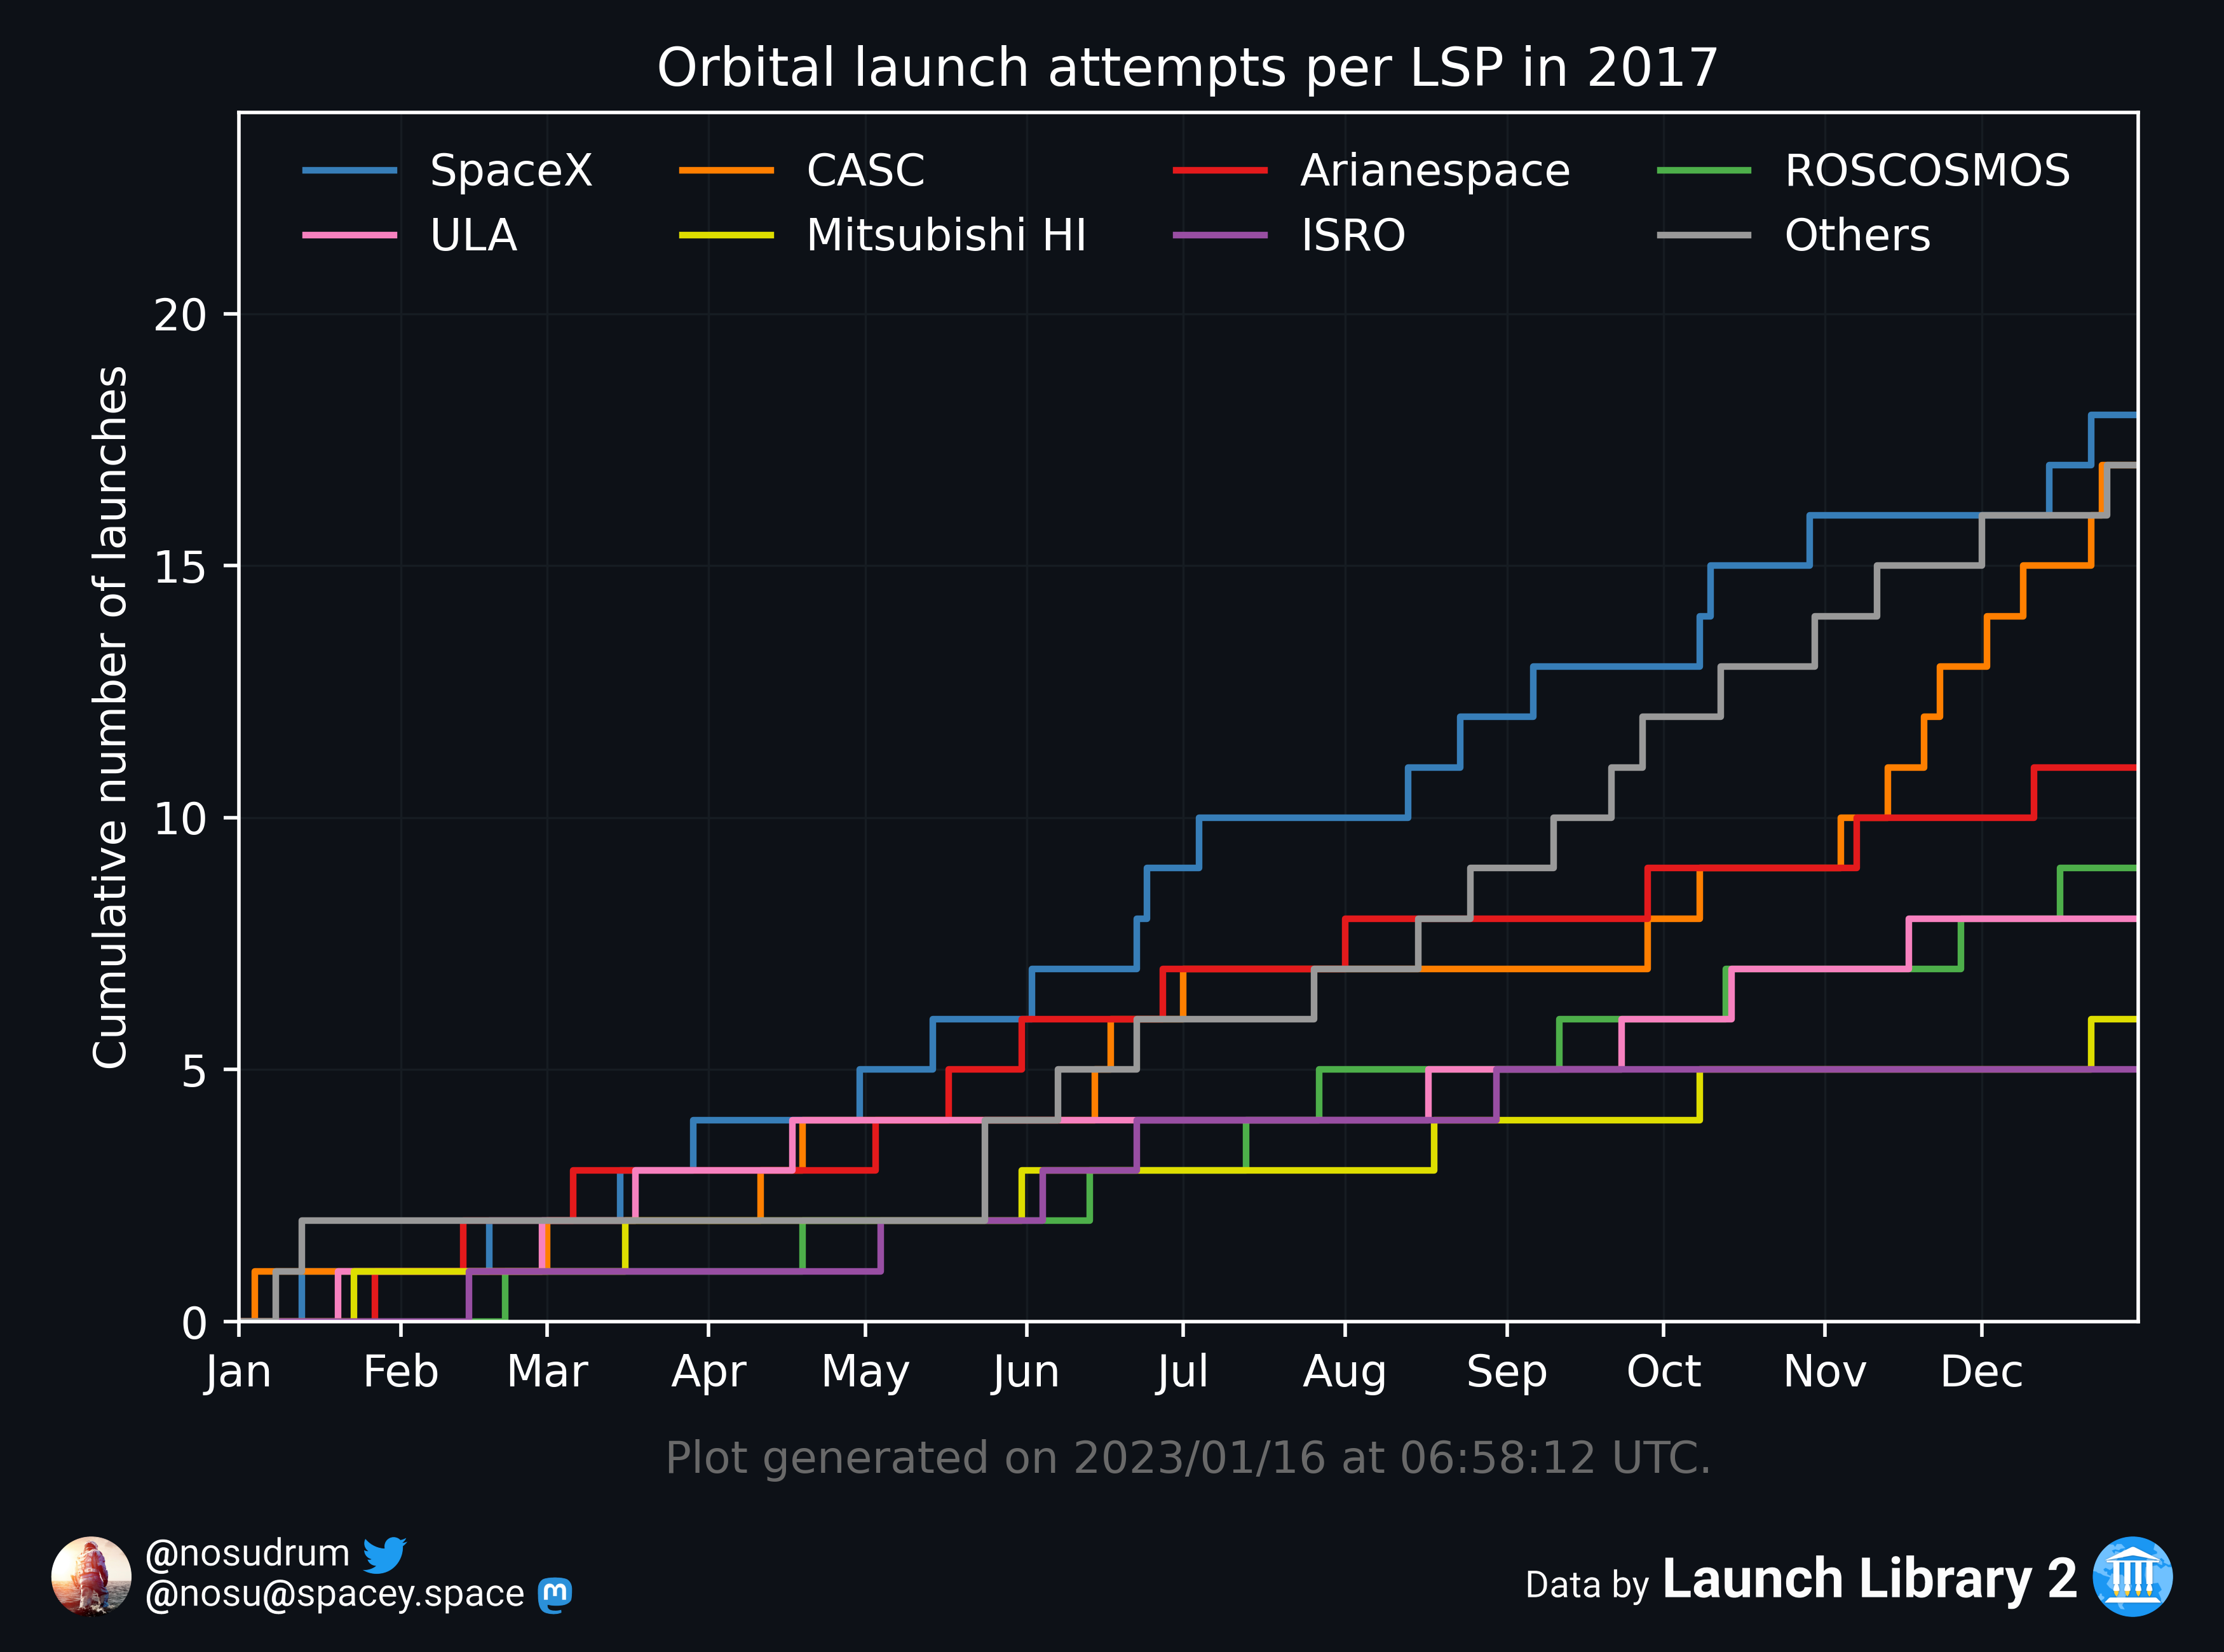 Orbital launch attempts per LSP in 2017
SpaceX CASC Arianespace ROSCOSMOS
ULA Mitsubishi HI ISRO Others
Cumulative number of launches
20
15
10
5
0
Jan Feb Mar Apr May Jun Jul Aug Sep Oct Nov Dec
Plot generated on 2023/01/16 at 06:58:12 UTC.
@nosudrum
@nosu@spacey.space
Data by Launch Library 2